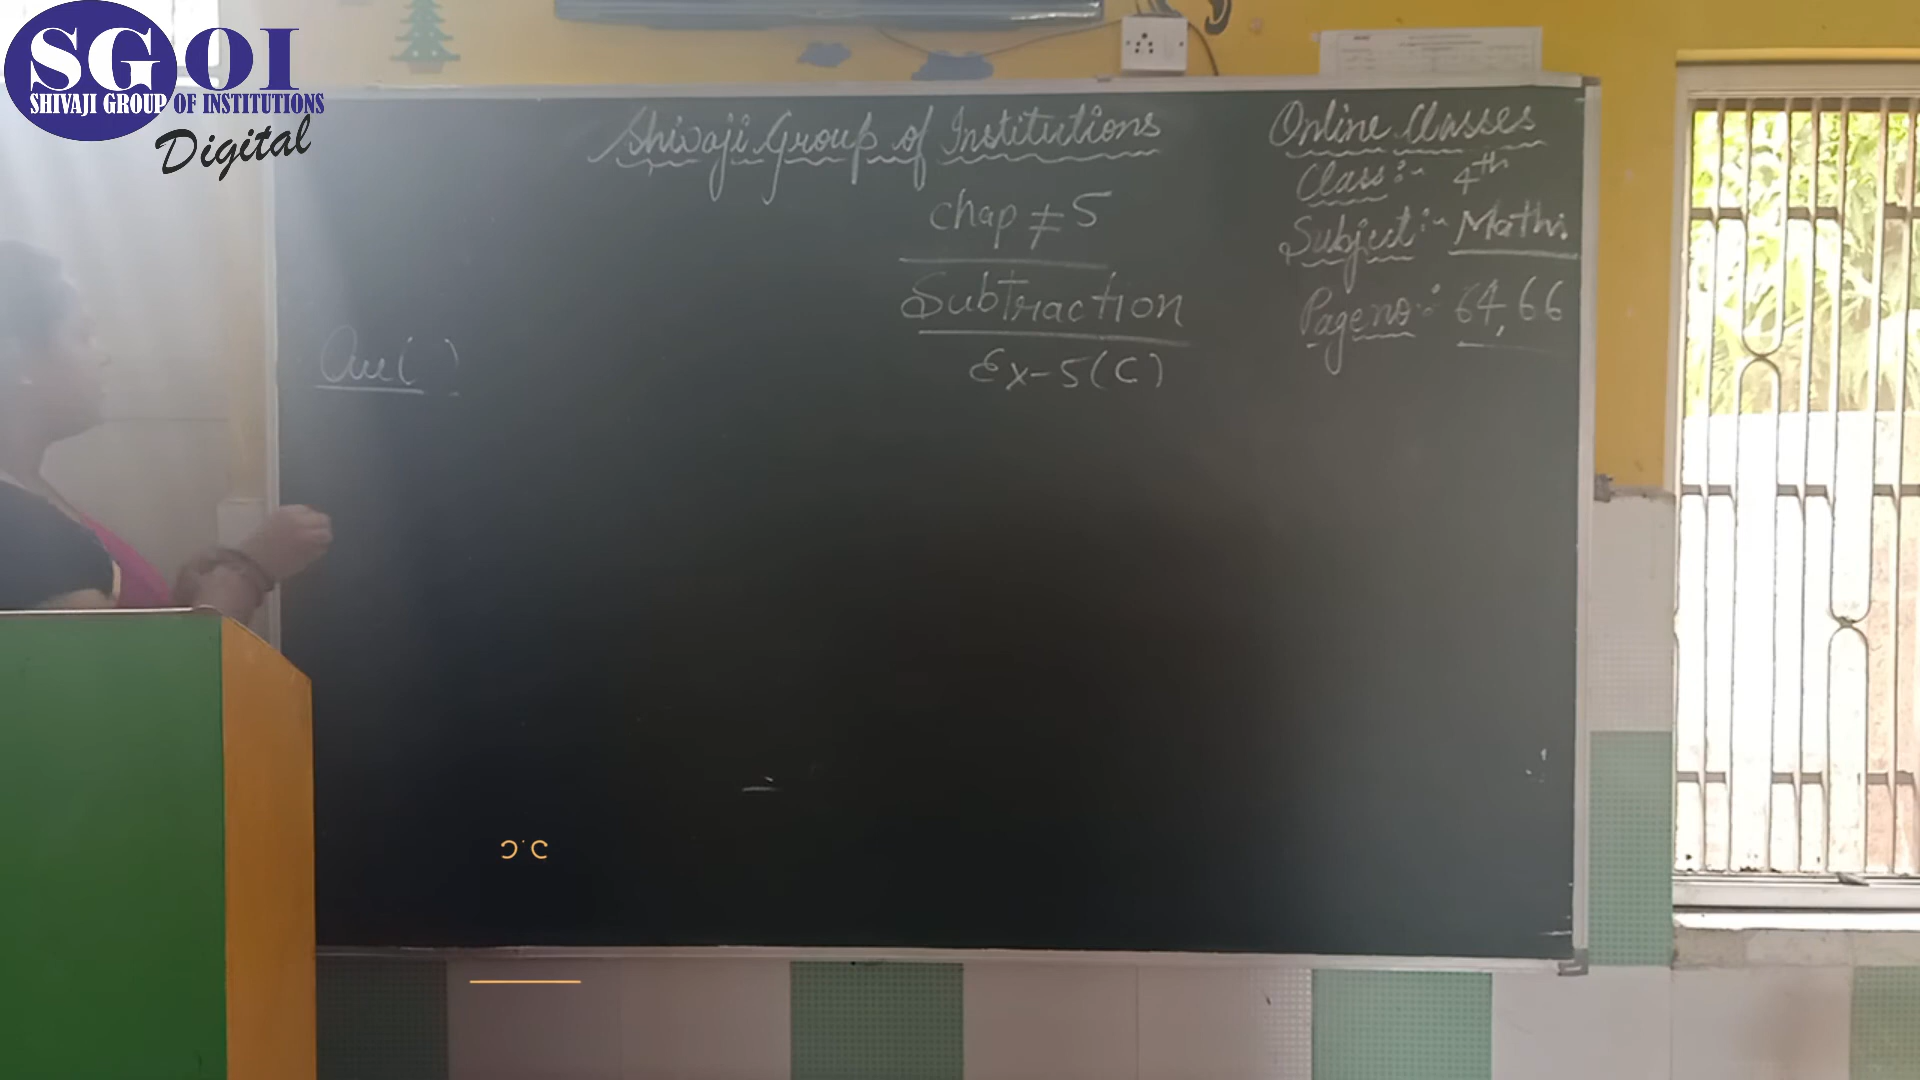 SGOI
SHIVAJI GROUP OF INSTITUTIONS
Digital
Shivaji Group of Institutions
Online Classes
Class:- 4th
Subject:- Maths
Page no:- 64,66
chap ≠ 5
Subtraction
Ex-5(C)
Que( )